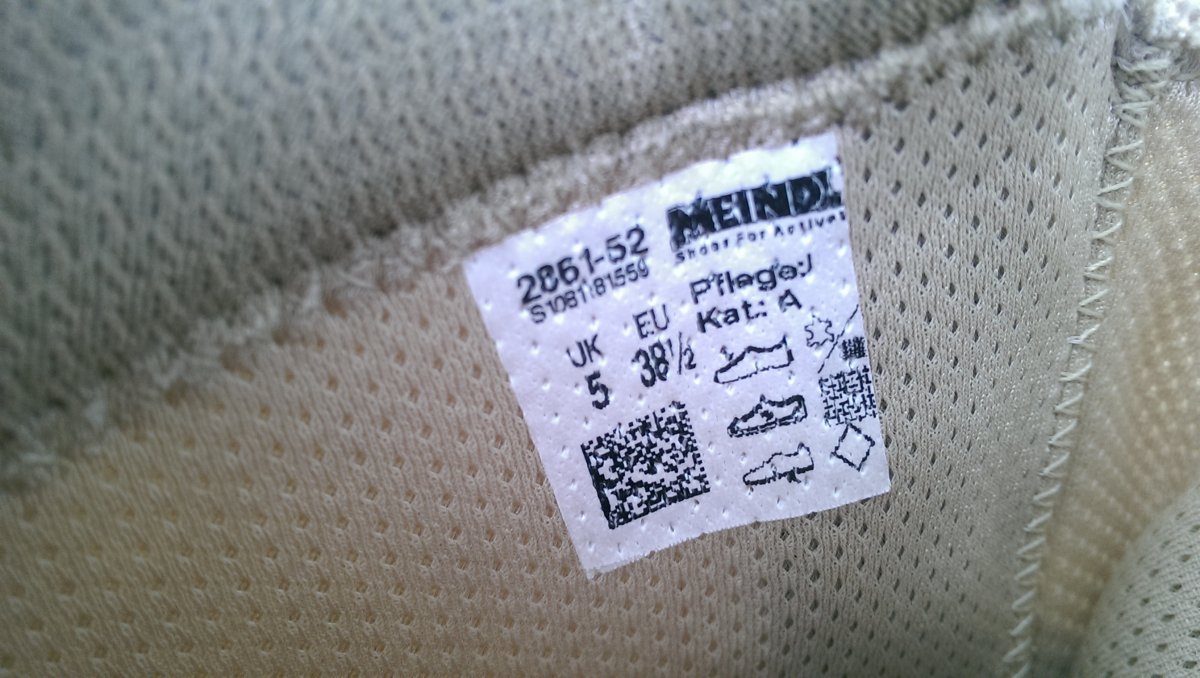 MEINDL
Shoes For Actives
2861-52
S1081181559
Pflege/
Kat.: A
UK
5
EU
38½